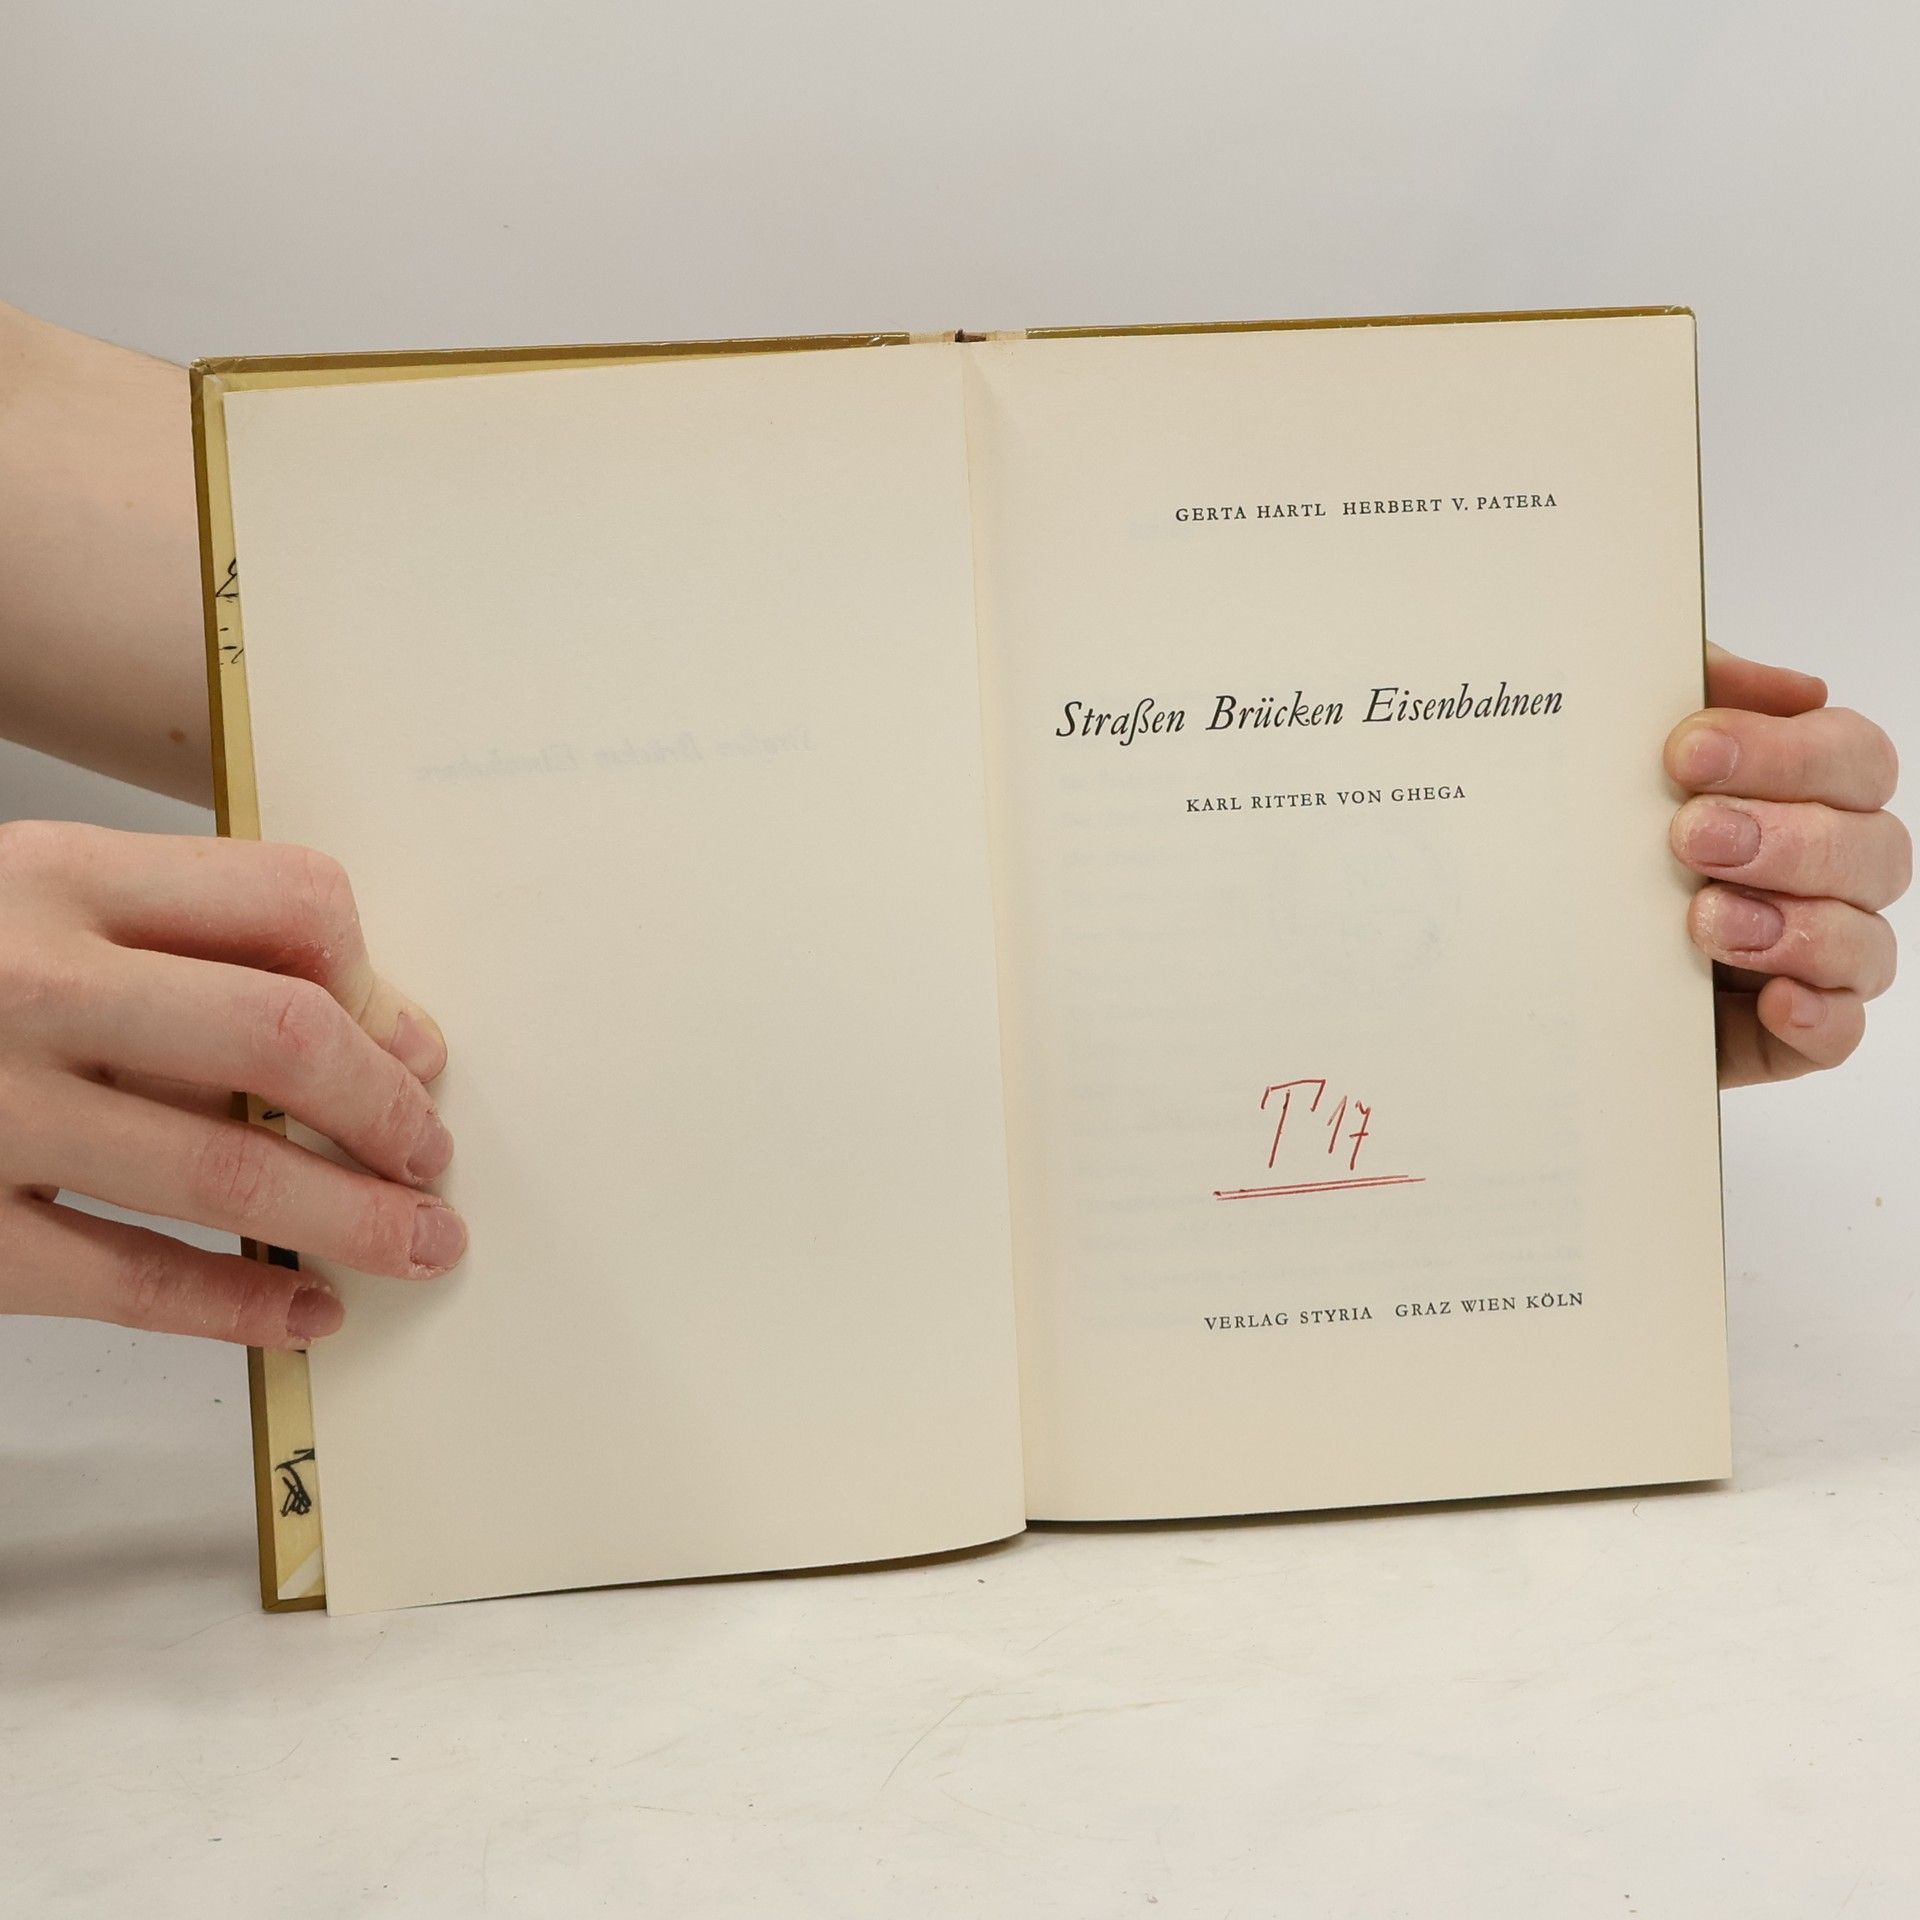 GERTA HARTL HERBERT V. PATERA
Straßen Brücken Eisenbahnen
KARL RITTER VON GHEGA
T 17
VERLAG STYRIA GRAZ WIEN KÖLN